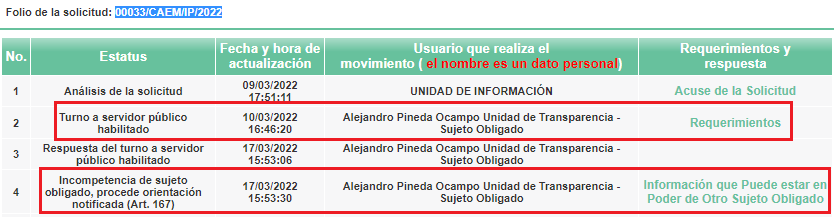 Folio de la solicitud: 00033/CAEM/IP/2022
No. Estatus Fecha y hora de actualización Usuario que realiza el movimiento ( el nombre es un dato personal) Requerimientos y respuesta
1 Análisis de la solicitud 09/03/2022 17:51:11 UNIDAD DE INFORMACIÓN Acuse de la Solicitud
2 Turno a servidor público habilitado 10/03/2022 16:46:20 Alejandro Pineda Ocampo Unidad de Transparencia - Sujeto Obligado Requerimientos
3 Respuesta del turno a servidor público habilitado 17/03/2022 15:53:06 Alejandro Pineda Ocampo Unidad de Transparencia - Sujeto Obligado
4 Incompetencia de sujeto obligado, procede orientación notificada (Art. 167) 17/03/2022 15:53:30 Alejandro Pineda Ocampo Unidad de Transparencia - Sujeto Obligado Información que Puede estar en Poder de Otro Sujeto Obligado